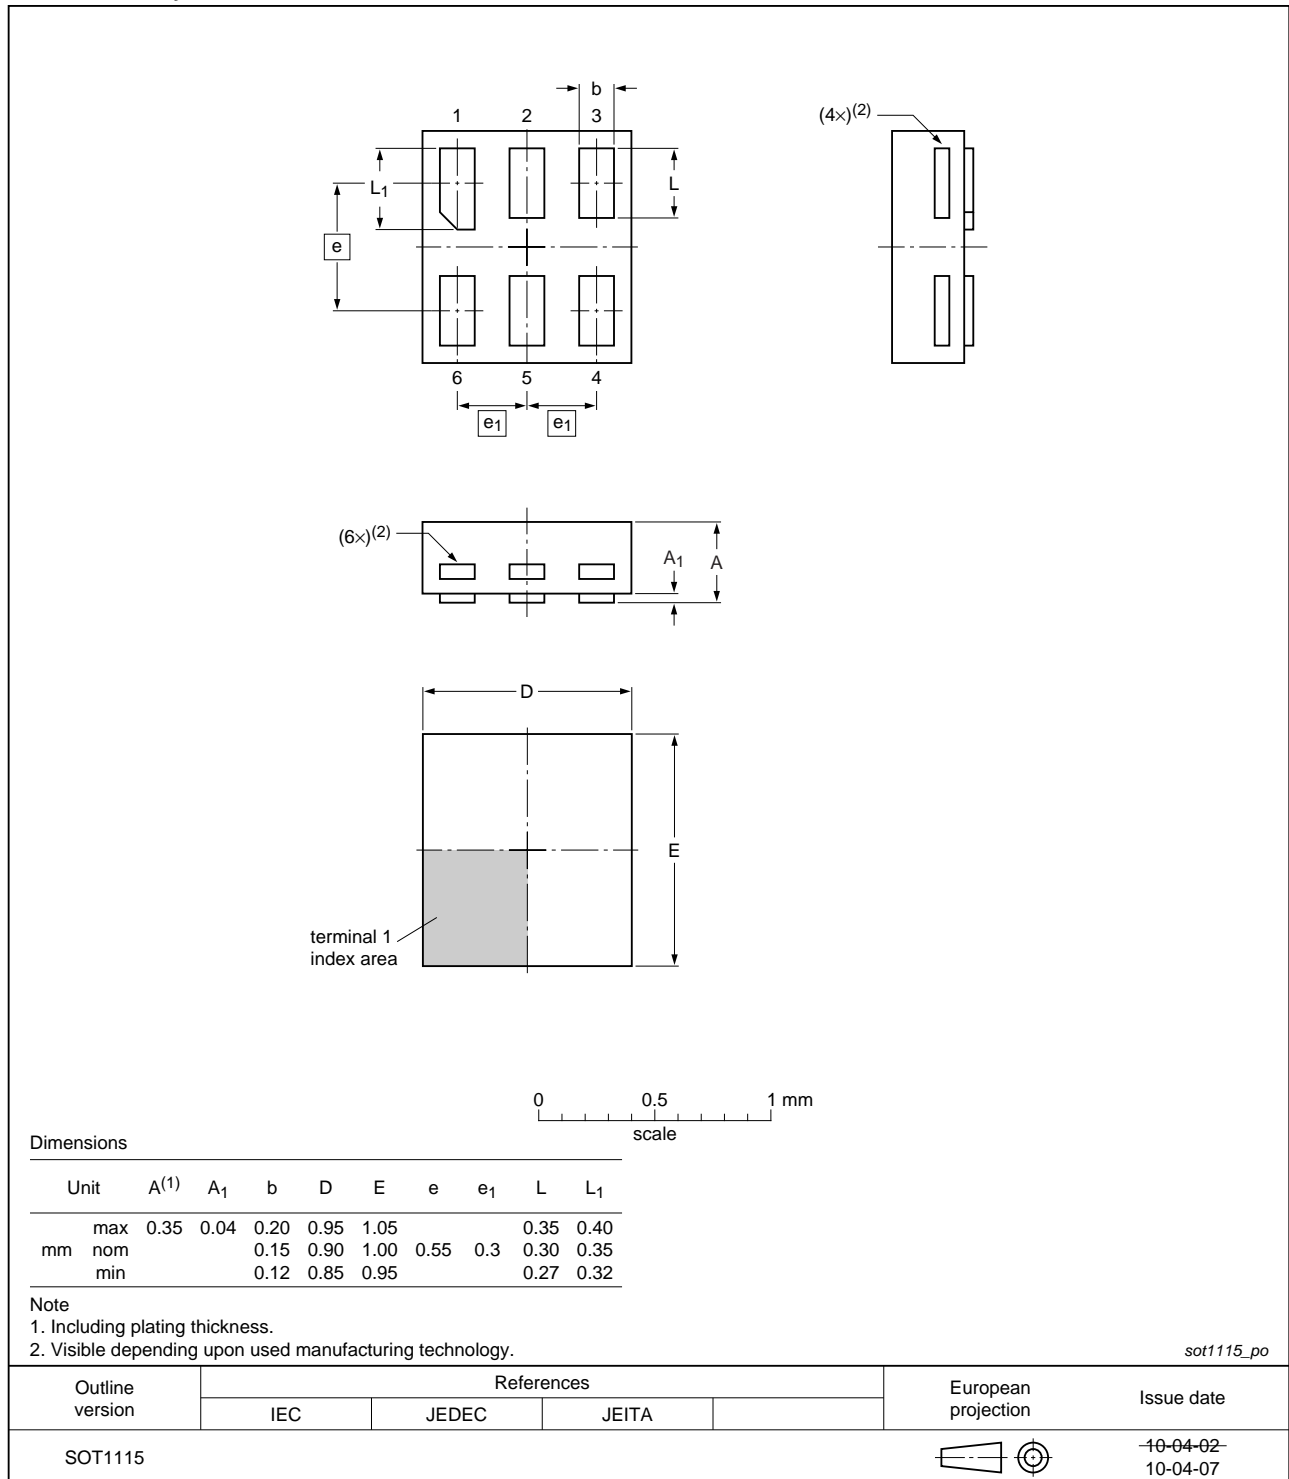 b
1 2 3
(4×)(2)
L1
L
e
6 5 4
e1 e1
(6×)(2)
A1 A
D
E
terminal 1
index area
0 0.5 1 mm
scale
Dimensions
Unit A(1) A1 b D E e e1 L L1
max 0.35 0.04 0.20 0.95 1.05 0.35 0.40
mm nom 0.15 0.90 1.00 0.55 0.3 0.30 0.35
min 0.12 0.85 0.95 0.27 0.32
Note
1. Including plating thickness.
2. Visible depending upon used manufacturing technology.
sot1115_po
Outline version
References
European projection
Issue date
IEC JEDEC JEITA
SOT1115
10-04-02
10-04-07